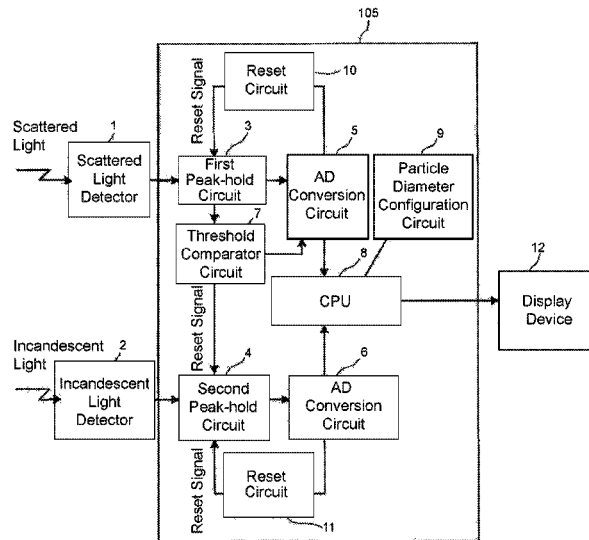 105
Reset
Circuit
10
Reset Signal
Scattered
Light
1
Scattered
Light
Detector
3
First
Peak-hold
Circuit
5
AD
Conversion
Circuit
9
Particle
Diameter
Configuration
Circuit
7
Threshold
Comparator
Circuit
8
CPU
12
Display
Device
Reset Signal
Incandescent
Light
2
Incandescent
Light
Detector
4
Second
Peak-hold
Circuit
6
AD
Conversion
Circuit
Reset Signal
Reset
Circuit
11